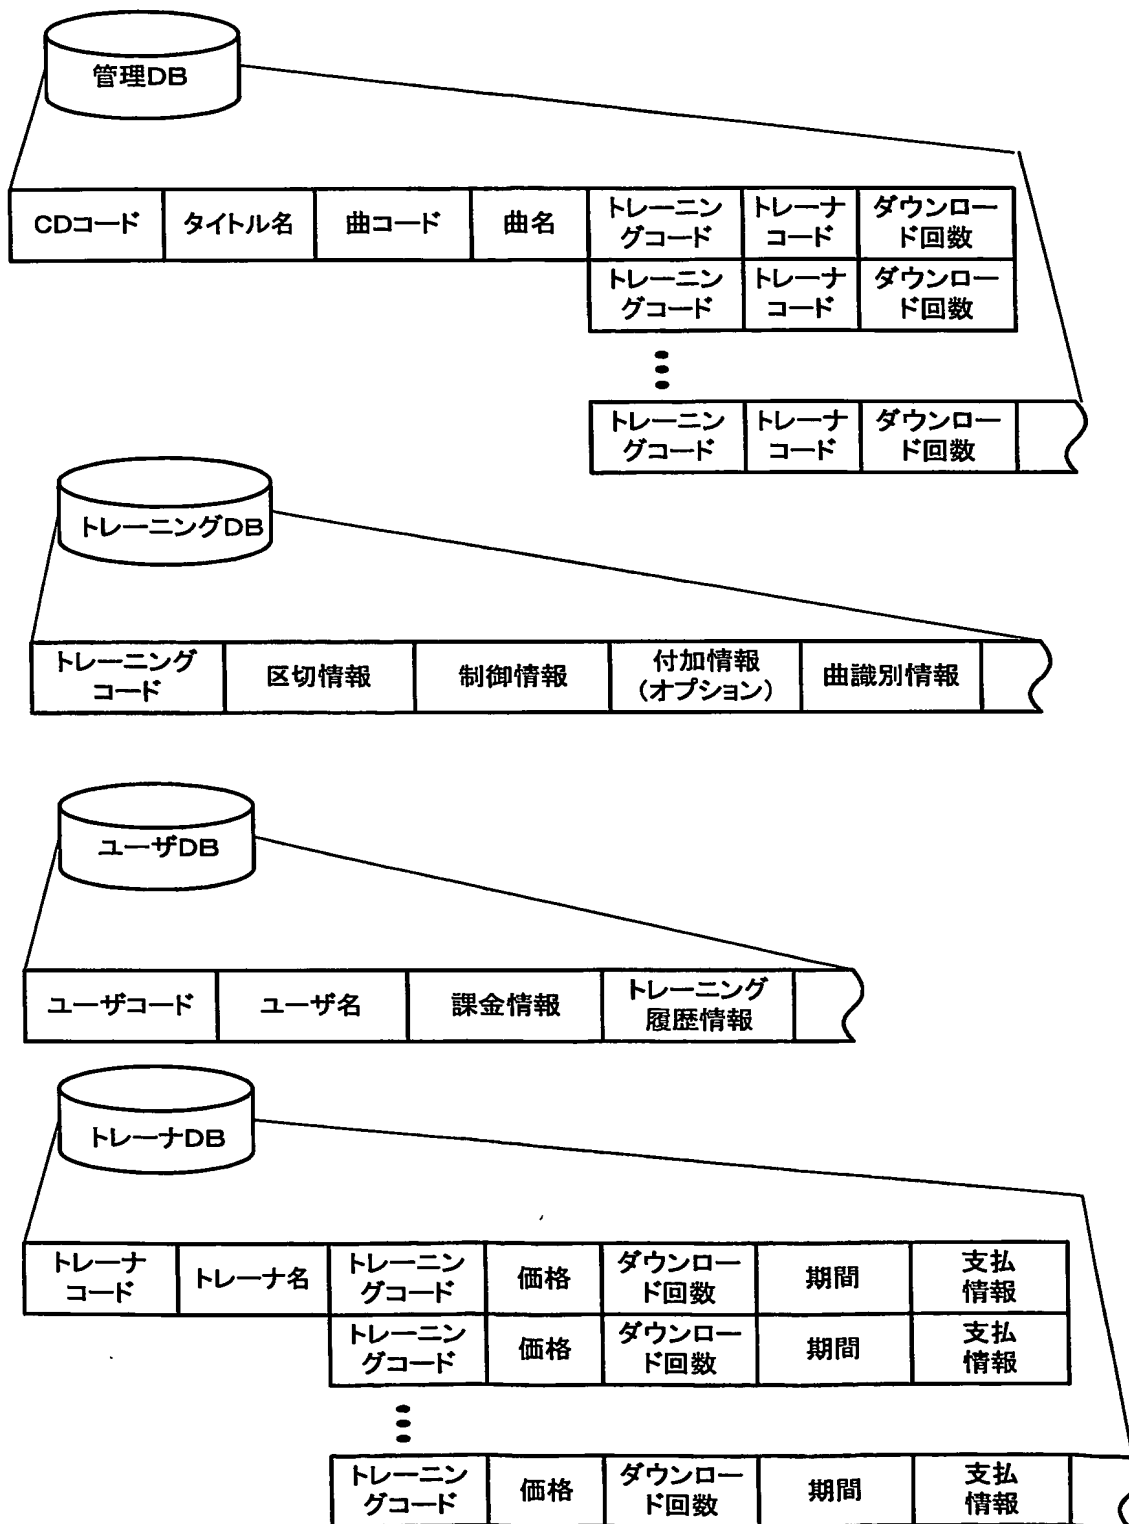 管理DB
CDコード タイトル名 曲コード 曲名 トレーニン トレーナ ダウンロー
グコード コード ド回数
トレーニン トレーナ ダウンロー
グコード コード ド回数
トレーニン トレーナ ダウンロー
グコード コード ド回数
トレーニングDB
トレーニング 区切情報 制御情報 付加情報 曲識別情報
コード (オプション)
ユーザDB
ユーザコード ユーザ名 課金情報 トレーニング
履歴情報
トレーナDB
トレーナ トレーナ名 トレーニン 価格 ダウンロー 期間 支払
コード グコード ド回数 情報
トレーニン 価格 ダウンロー 期間 支払
グコード ド回数 情報
トレーニン 価格 ダウンロー 期間 支払
グコード ド回数 情報